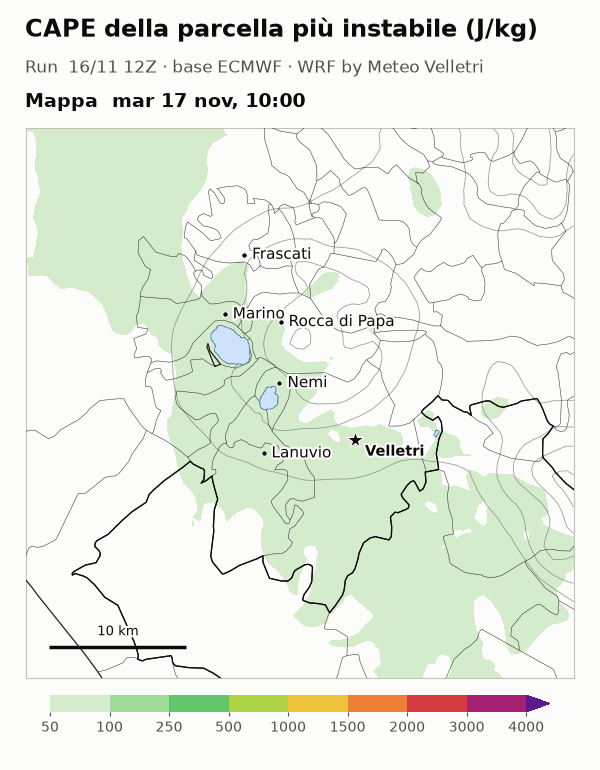 CAPE della parcella più instabile (J/kg)
Run  16/11 12Z · base ECMWF · WRF by Meteo Velletri
Mappa  mar 17 nov, 10:00
Frascati
Marino
Rocca di Papa
Nemi
Velletri
Lanuvio
10 km
50 100 250 500 1000 1500 2000 3000 4000